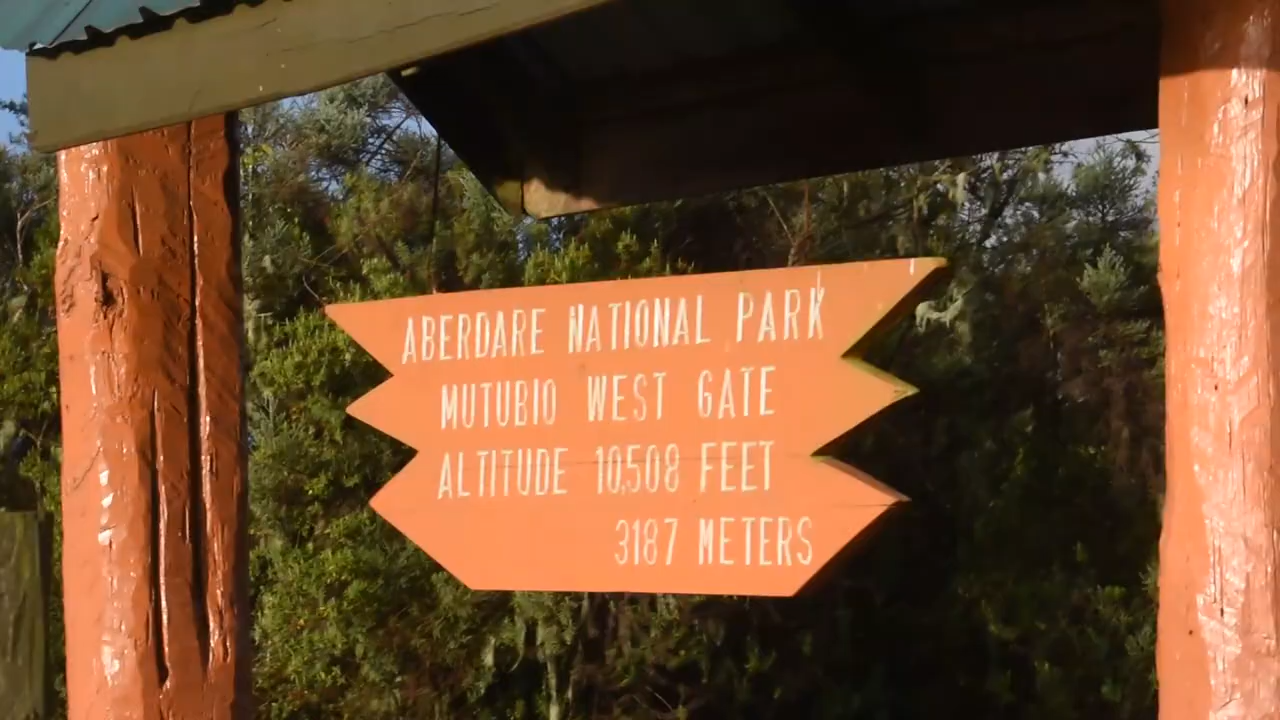 ABERDARE NATIONAL PARK
MUTUBIO WEST GATE
ALTITUDE 10,508 FEET
3187 METERS